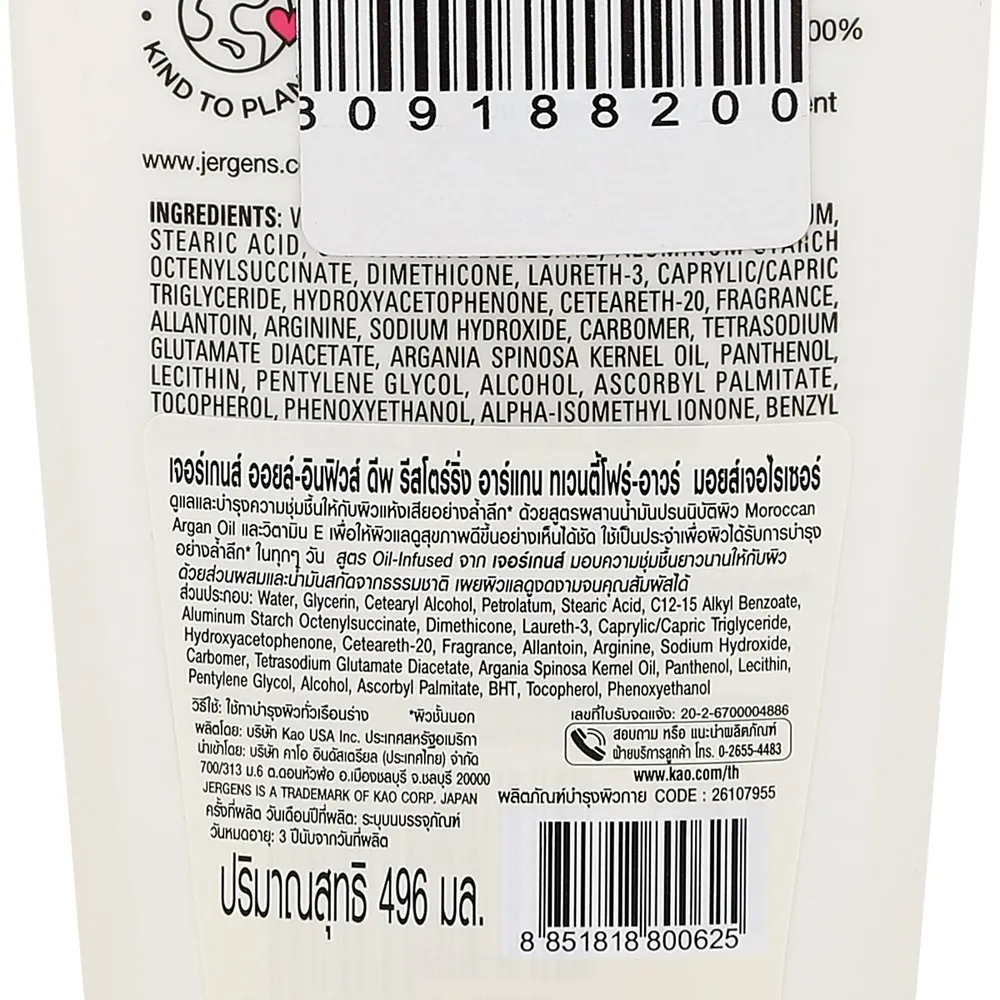 KIND TO
00%
309188200
www.jergens.c
INGREDIENTS:
STEARIC ACID,
OCTENYLSUCCINATE, DIMETHICONE, LAURETH-3, CAPRYLIC/CAPRIC
TRIGLYCERIDE, HYDROXYACETOPHENONE, CETEARETH-20, FRAGRANCE,
ALLANTOIN, ARGININE, SODIUM HYDROXIDE, CARBOMER, TETRASODIUM
GLUTAMATE DIACETATE, ARGANIA SPINOSA KERNEL OIL, PANTHENOL,
LECITHIN, PENTYLENE GLYCOL, ALCOHOL, ASCORBYL PALMITATE,
TOCOPHEROL, PHENOXYETHANOL, ALPHA-ISOMETHYL IONONE, BENZYL
เจอร์เกนส์ ออยล์-อินฟิวส์ ดีพ รีสโตร์ริ่ง อาร์แกน ทเวนตี้โฟร์-อาวร์ มอยส์เจอไรเซอร์
ดูแลและบำรุงความชุ่มชื้นให้กับผิวแห้งเสียอย่างล้ำลึก* ด้วยสูตรผสานน้ำมันปรนนิบัติผิว Moroccan
Argan Oil และวิตามิน E เพื่อให้ผิวแลดูสุขภาพดีขึ้นอย่างเห็นได้ชัด ใช้เป็นประจำเพื่อผิวได้รับการบำรุง
อย่างล้ำลึก* ในทุกๆ วัน สูตร Oil-Infused จาก เจอร์เกนส์ มอบความชุ่มชื้นยาวนานให้กับผิว
ด้วยส่วนผสมและน้ำมันสกัดจากธรรมชาติ เผยผิวแลดูงดงามจนคุณสัมผัสได้
ส่วนประกอบ: Water, Glycerin, Cetearyl Alcohol, Petrolatum, Stearic Acid, C12-15 Alkyl Benzoate,
Aluminum Starch Octenylsuccinate, Dimethicone, Laureth-3, Caprylic/Capric Triglyceride,
Hydroxyacetophenone, Ceteareth-20, Fragrance, Allantoin, Arginine, Sodium Hydroxide,
Carbomer, Tetrasodium Glutamate Diacetate, Argania Spinosa Kernel Oil, Panthenol, Lecithin,
Pentylene Glycol, Alcohol, Ascorbyl Palmitate, BHT, Tocopherol, Phenoxyethanol
วิธีใช้: ใช้ทาบำรุงผิวทั่วเรือนร่าง *ผิวชั้นนอก
ผลิตโดย: บริษัท Kao USA Inc. ประเทศสหรัฐอเมริกา
นำเข้าโดย: บริษัท คาโอ อินดัสเตรียล (ประเทศไทย) จำกัด
700/313 ม.6 ต.ดอนหัวฬ่อ อ.เมืองชลบุรี จ.ชลบุรี 20000
JERGENS IS A TRADEMARK OF KAO CORP. JAPAN
ครั้งที่ผลิต วันเดือนปีที่ผลิต: ระบุบนบรรจุภัณฑ์
วันหมดอายุ: 3 ปีนับจากวันที่ผลิต
ปริมาณสุทธิ 496 มล.
เลขที่ใบรับจดแจ้ง: 20-2-6700004886
สอบถาม หรือ แนะนำผลิตภัณฑ์
ฝ่ายบริการลูกค้า โทร. 0-2655-4483
www.kao.com/th
ผลิตภัณฑ์บำรุงผิวกาย CODE : 26107955
8 851818 800625